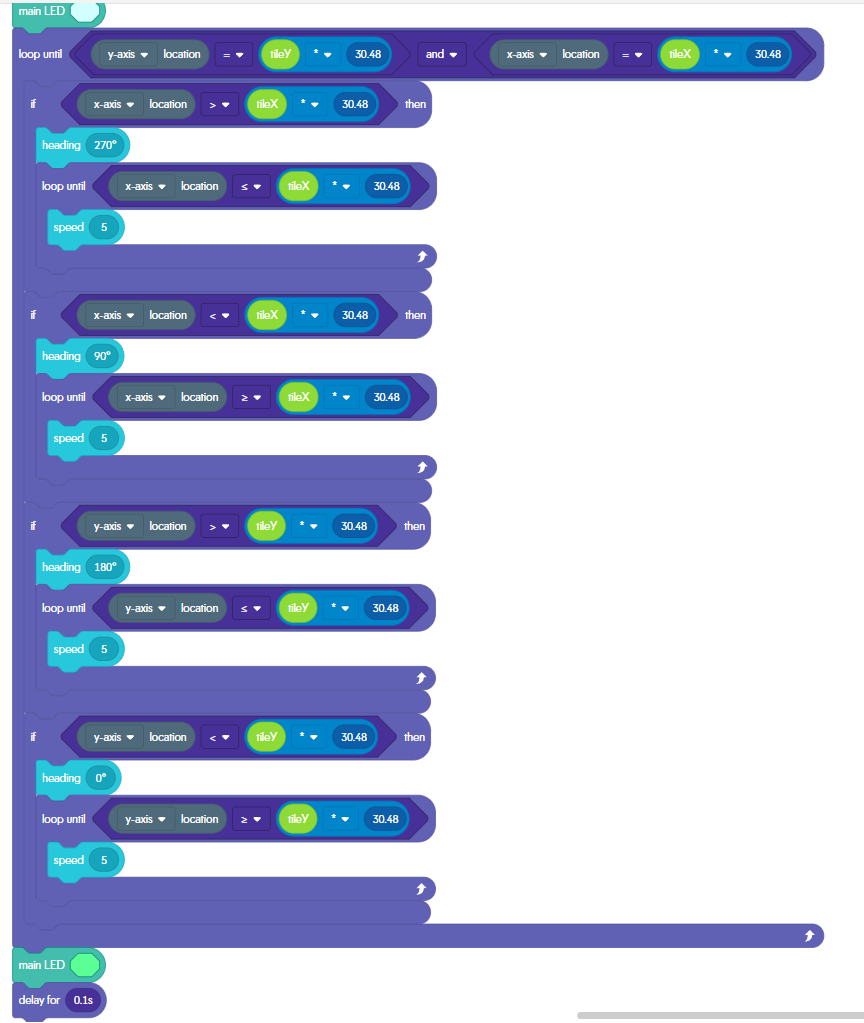 main LED
loop until y-axis location = tileY * 30.48 and x-axis location = tileX * 30.48
if x-axis location > tileX * 30.48 then
heading 270°
loop until x-axis location ≤ tileX * 30.48
speed 5
if x-axis location < tileX * 30.48 then
heading 90°
loop until x-axis location ≥ tileX * 30.48
speed 5
if y-axis location > tileY * 30.48 then
heading 180°
loop until y-axis location ≤ tileY * 30.48
speed 5
if y-axis location < tileY * 30.48 then
heading 0°
loop until y-axis location ≥ tileY * 30.48
speed 5
main LED
delay for 0.1s